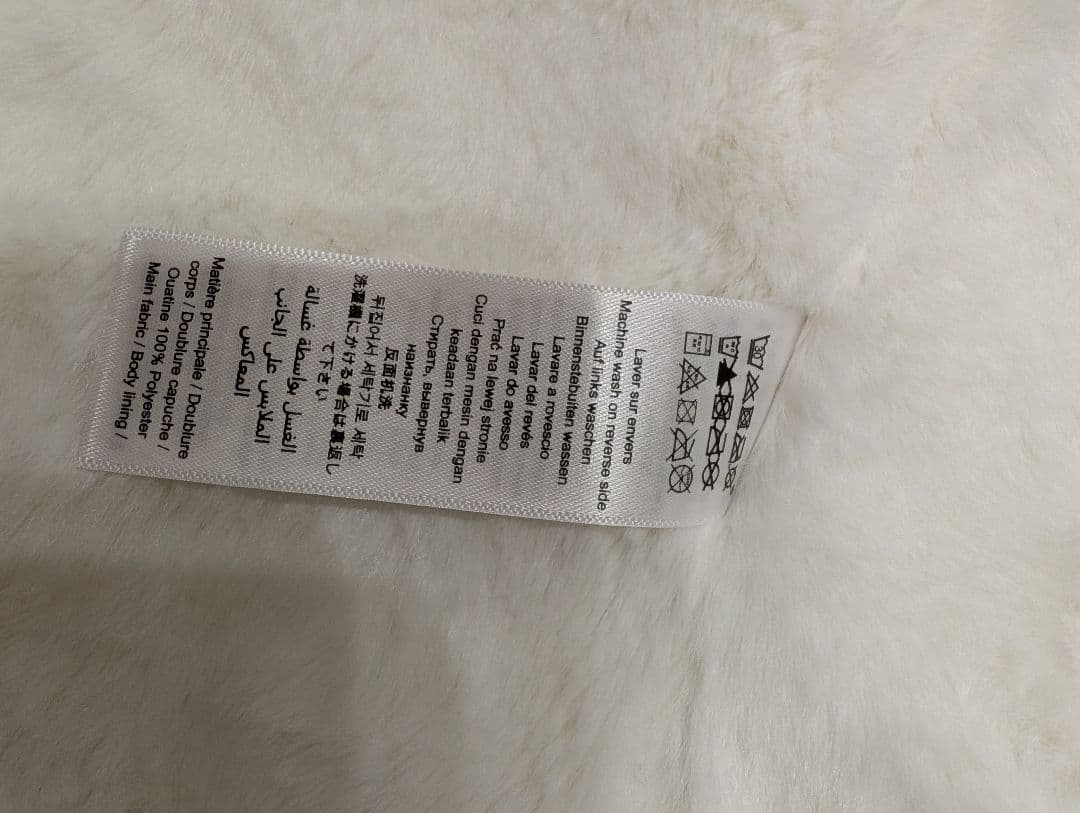 30
Laver sur envers
Machine wash on reverse side
Auf links waschen
Binnenstebuiten wassen
Lavare a rovescio
Lavar del revés
Lavar do avesso
Prać na lewej stronie
Cuci dengan mesin dengan
keadaan terbalik
Стирать, вывернув
наизнанку
反面机洗
뒤집어서 세탁기로 세탁
洗濯機にかける場合は裏返し
て下さい
الغسل بواسطة غسالة
الملابس على الجانب
المعاكس
Matière principale / Doublure
corps / Doublure capuche /
Ouatine 100% Polyester
Main fabric / Body lining /